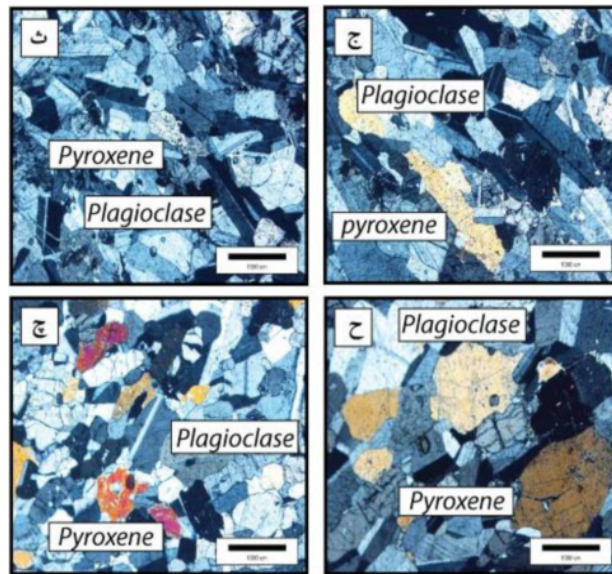 ث
Pyroxene
Plagioclase
ج
Plagioclase
pyroxene
چ
Plagioclase
Pyroxene
ح
Plagioclase
Pyroxene